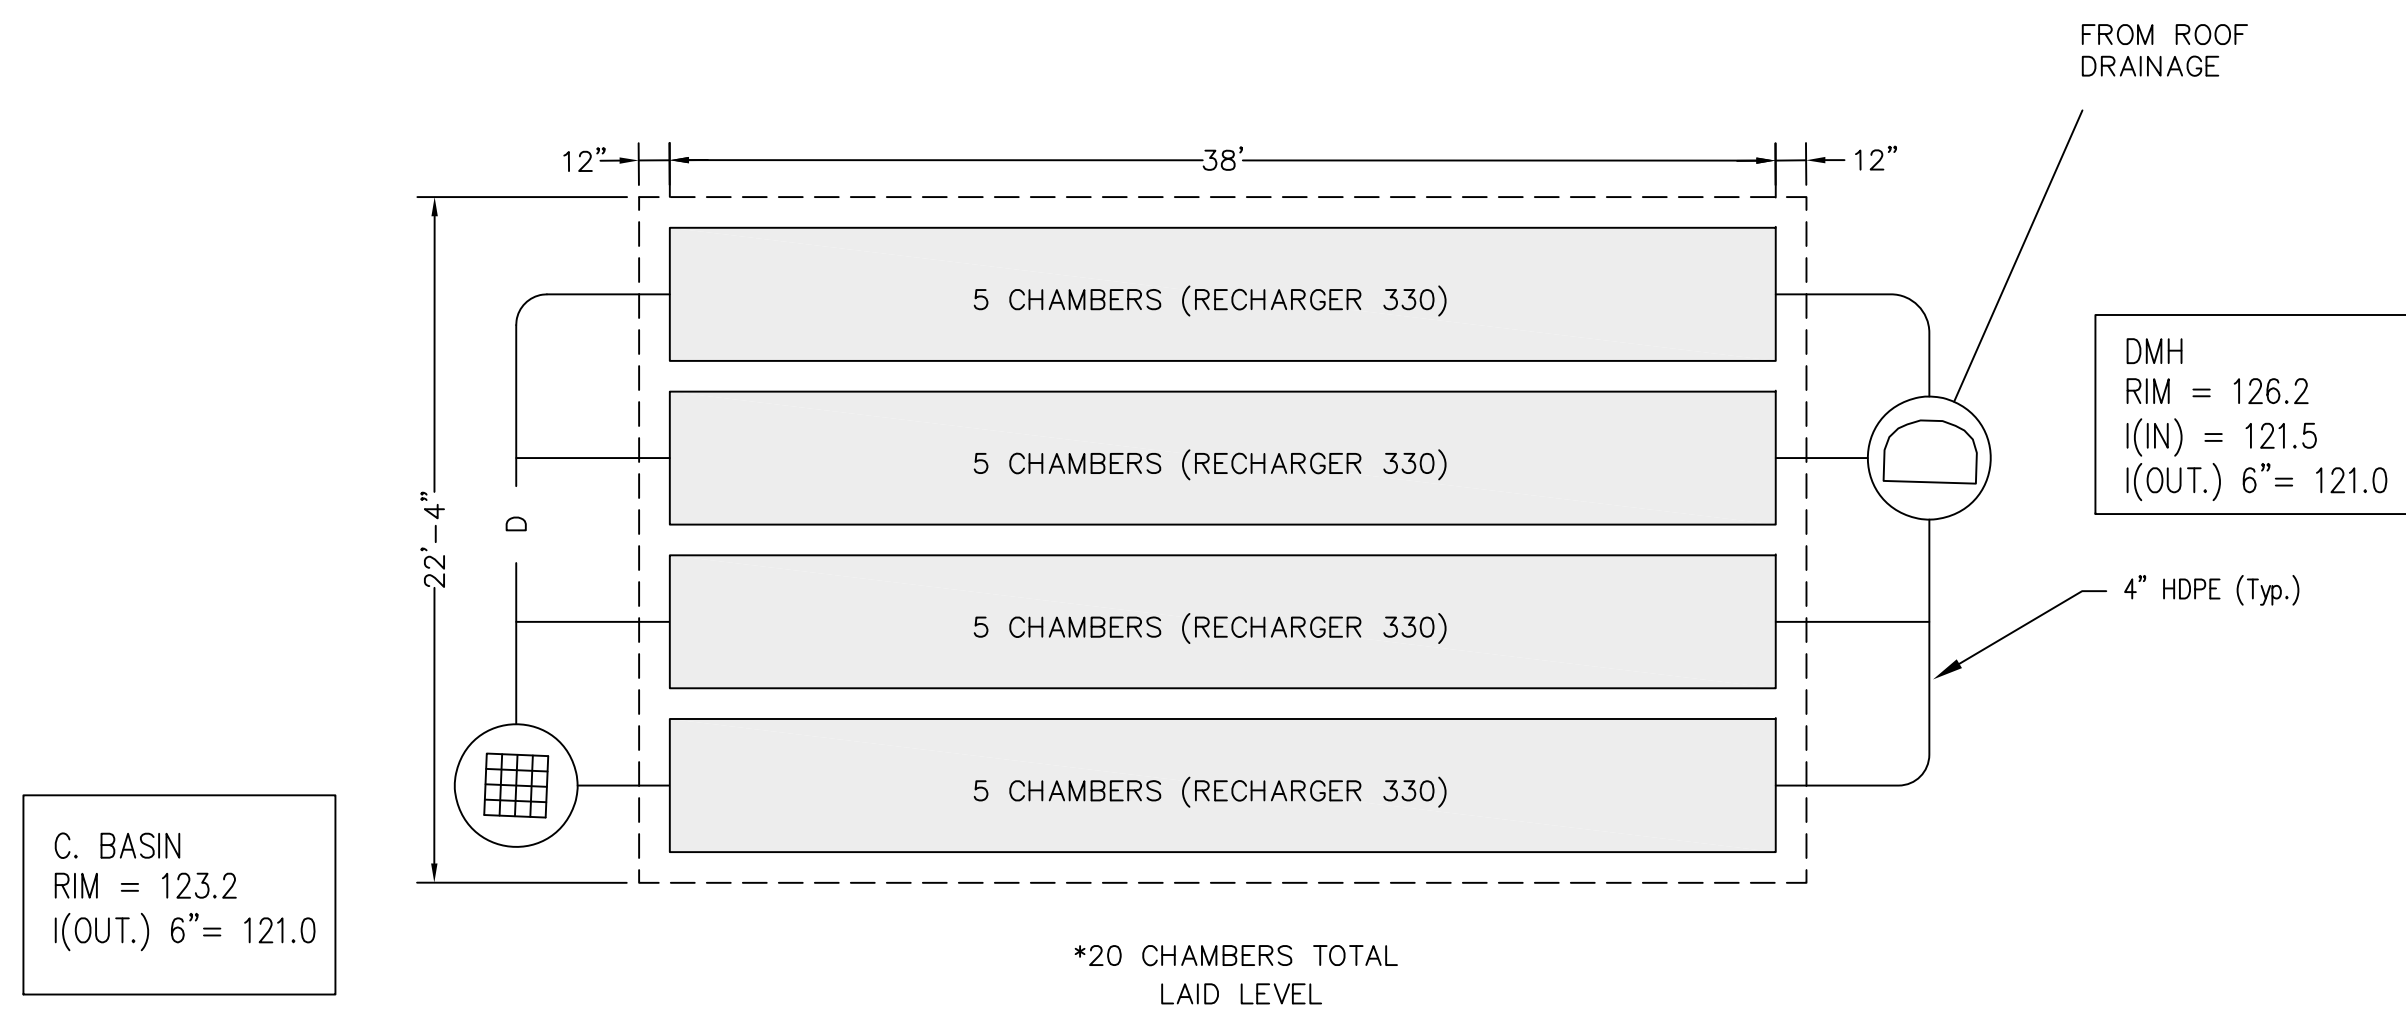 FROM ROOF
DRAINAGE
12”
38’
12”
5 CHAMBERS (RECHARGER 330)
DMH
RIM = 126.2
I(IN) = 121.5
I(OUT.) 6”= 121.0
5 CHAMBERS (RECHARGER 330)
22’–4”
D
4” HDPE (Typ.)
5 CHAMBERS (RECHARGER 330)
5 CHAMBERS (RECHARGER 330)
C. BASIN
RIM = 123.2
I(OUT.) 6”= 121.0
*20 CHAMBERS TOTAL
LAID LEVEL